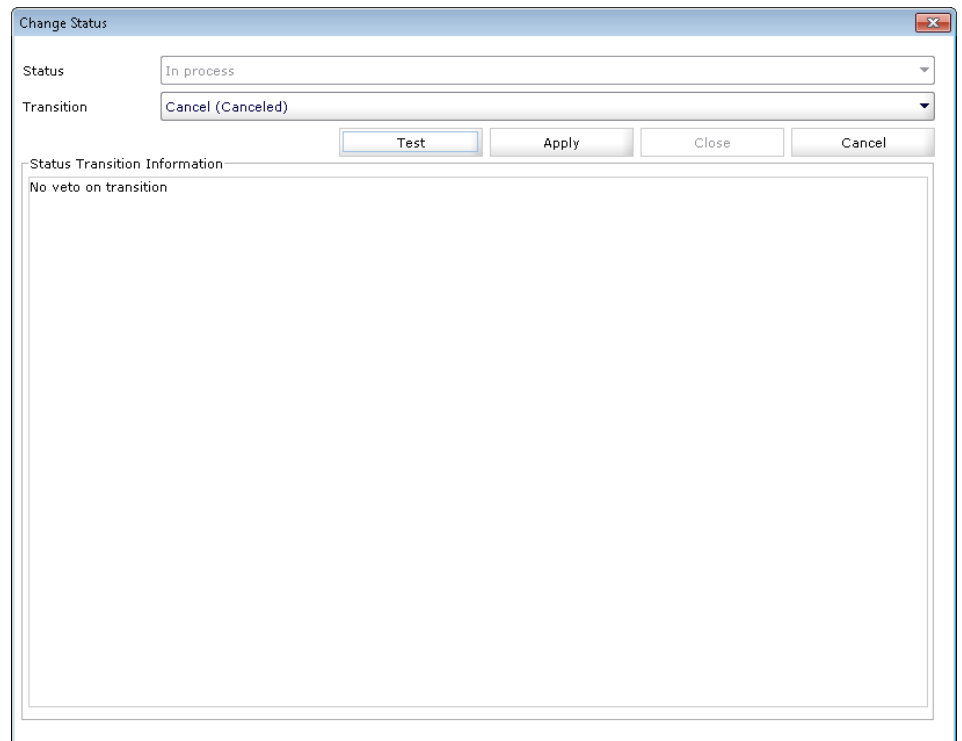 Change Status
Status In process
Transition Cancel (Canceled)
Test Apply Close Cancel
Status Transition Information
No veto on transition